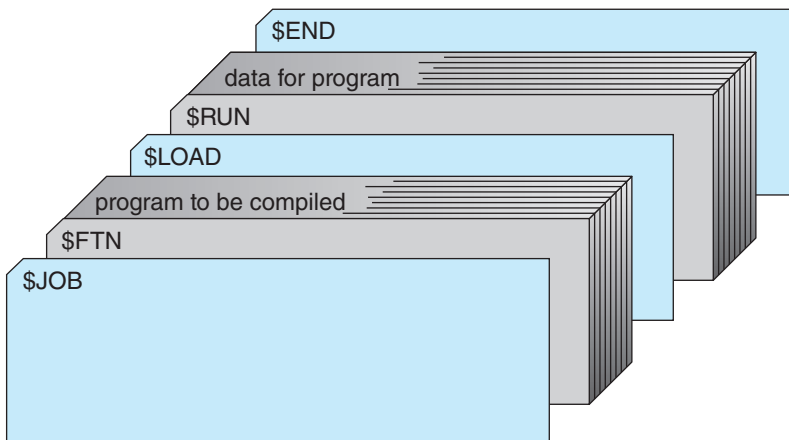 $END
data for program
$RUN
$LOAD
program to be compiled
$FTN
$JOB